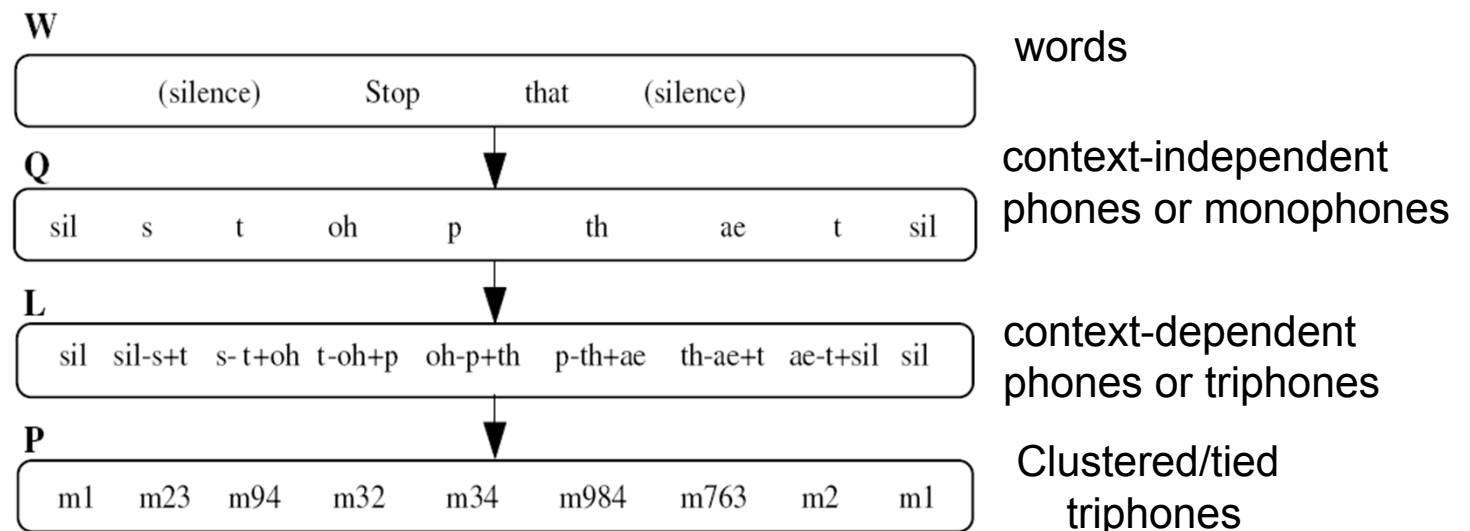 W
words
(silence) Stop that (silence)
Q
context-independent
phones or monophones
sil s t oh p th ae t sil
L
context-dependent
phones or triphones
sil sil-s+t s- t+oh t-oh+p oh-p+th p-th+ae th-ae+t ae-t+sil sil
P
Clustered/tied
triphones
m1 m23 m94 m32 m34 m984 m763 m2 m1